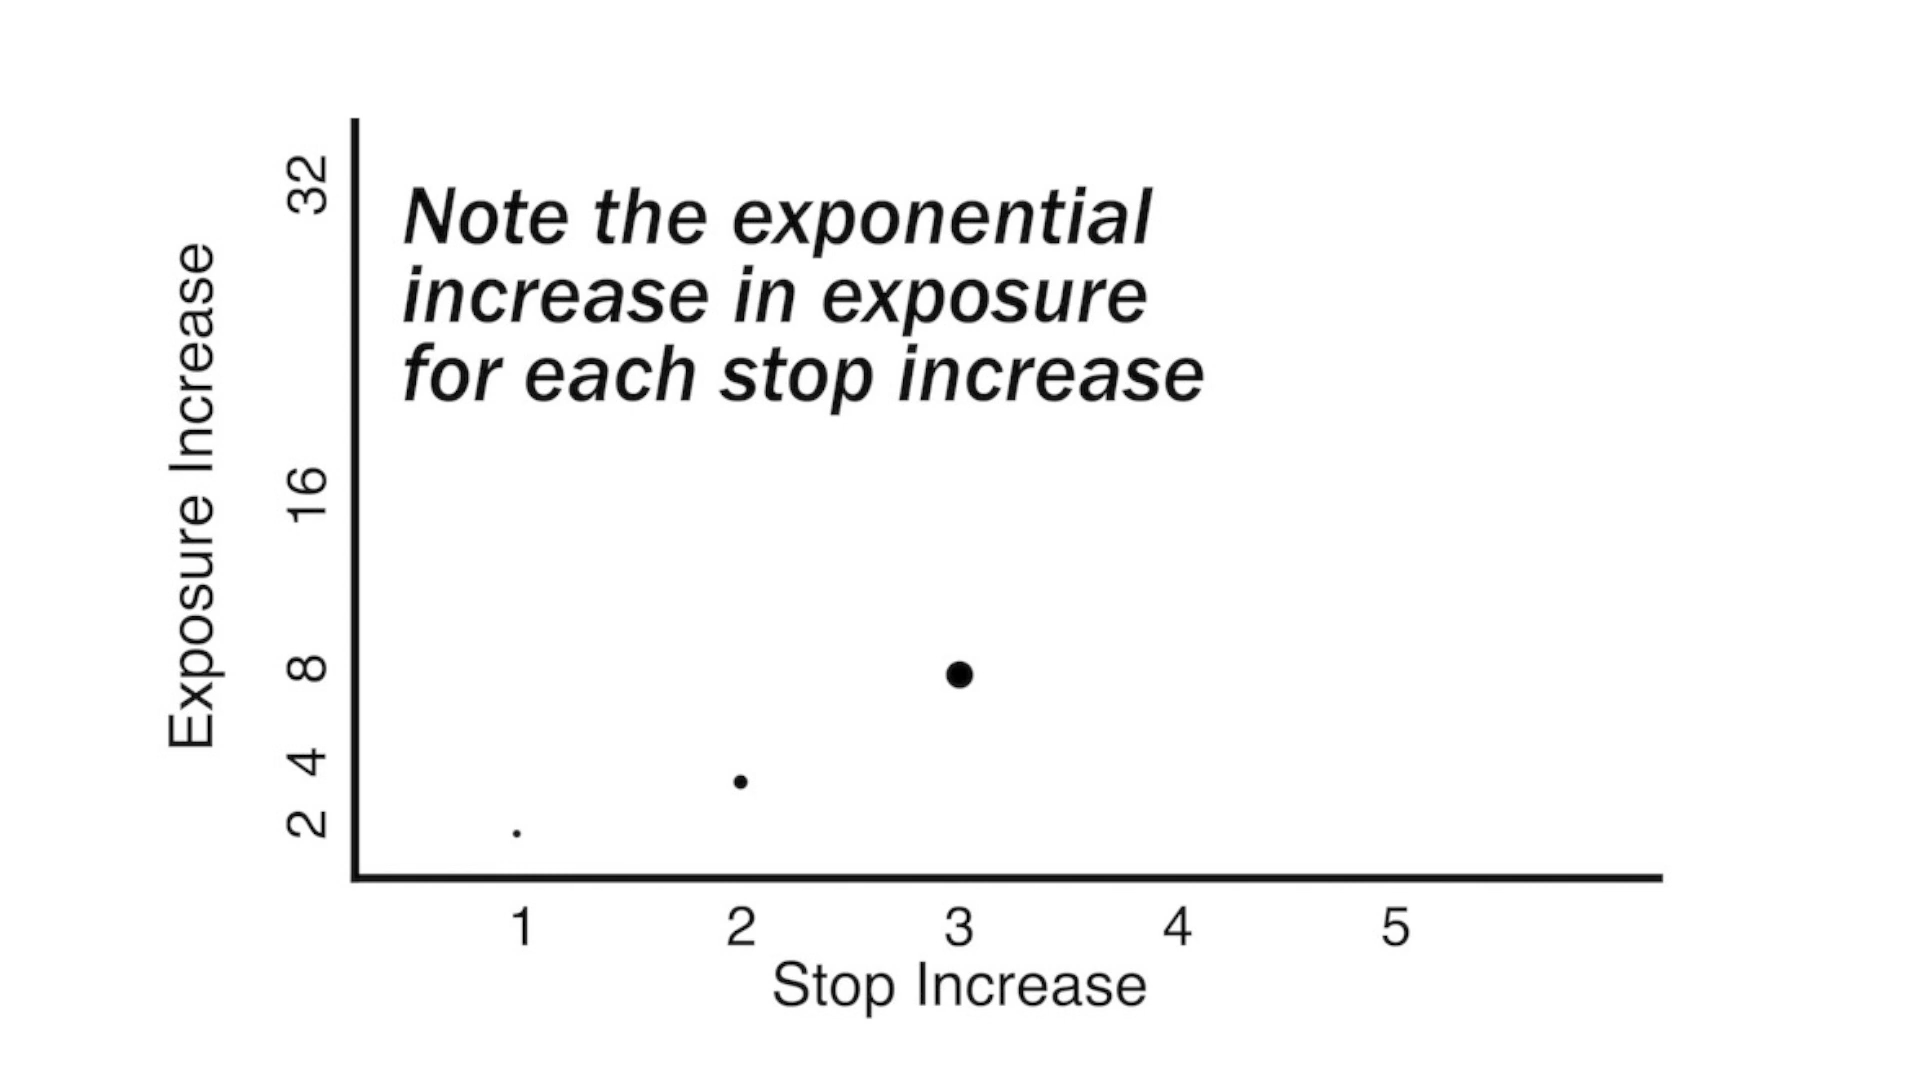 Note the exponential
increase in exposure
for each stop increase
Exposure Increase
32
16
8
4
2
1 2 3 4 5
Stop Increase